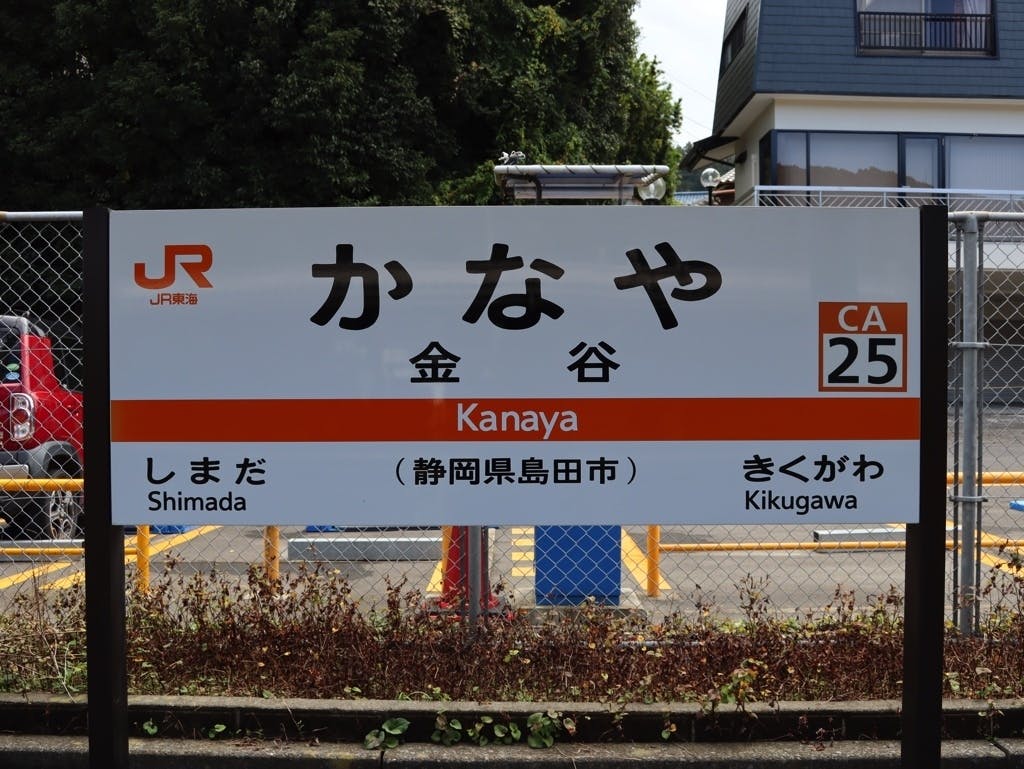 JR
JR東海
かなや
金谷
CA
25
Kanaya
しまだ
(静岡県島田市)
きくがわ
Shimada
Kikugawa